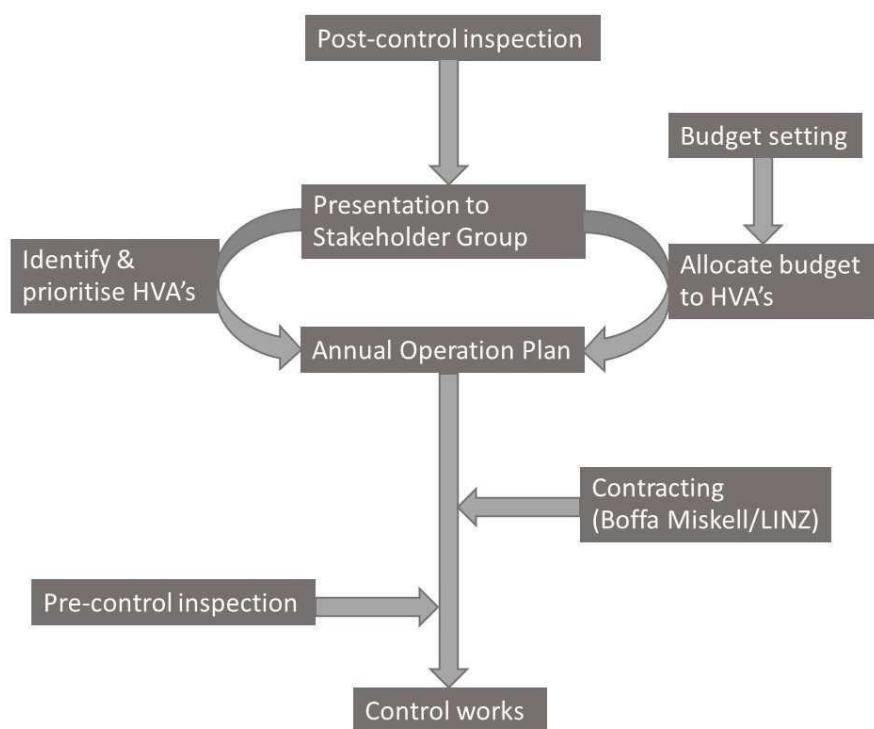 Post-control inspection
Budget setting
Presentation to
Stakeholder Group
Identify &
prioritise HVA's
Allocate budget
to HVA's
Annual Operation Plan
Contracting
(Boffa Miskell/LINZ)
Pre-control inspection
Control works